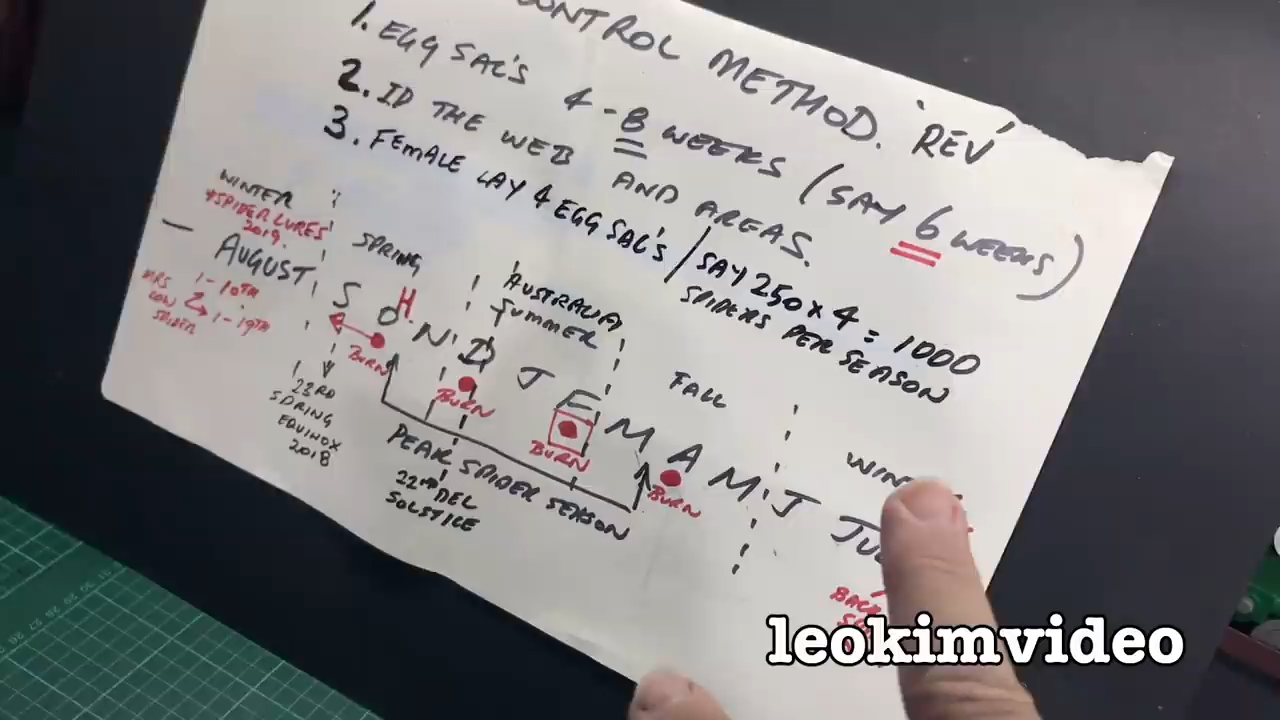 CONTROL METHOD. 'REV'
1. EGG SAC'S 4-8 WEEKS (SAY 6 WEEKS)
2. ID THE WEB AND AREAS.
3. FEMALE LAY 4 EGG SAC'S / SAY 250 x 4 = 1000
SPIDERS PER SEASON
WINTER
SPIDER LURES
2019.
SPRING
AUSTRALIA
SUMMER
FALL
AUGUST S O N D J F M A M J
H
MRS
COW
SPIDER
1-10TH
1-19TH
BURN
BURN
BURN
BURN
23RD
SPRING
EQUINOX
2018
PEAK SPIDER SEASON
22ND DEC
SOLSTICE
leokimvideo